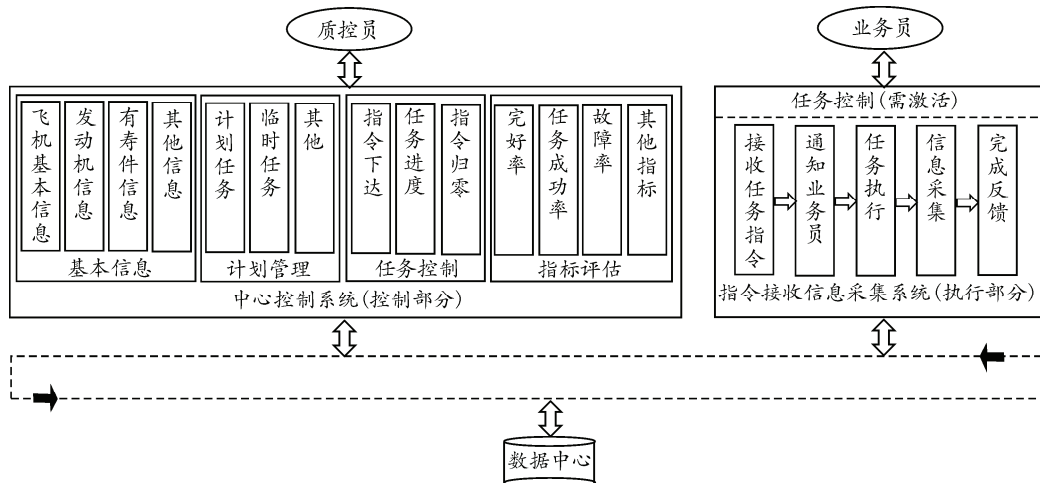 质控员
业务员
飞机基本信息
发动机信息
有寿件信息
其他信息
基本信息
计划任务
临时任务
其他
计划管理
指令下达
任务进度
指令归零
任务控制
完好率
任务成功率
故障率
其他指标
指标评估
中心控制系统(控制部分)
任务控制(需激活)
接收任务指令
通知业务员
任务执行
信息采集
完成反馈
指令接收信息采集系统(执行部分)
数据中心